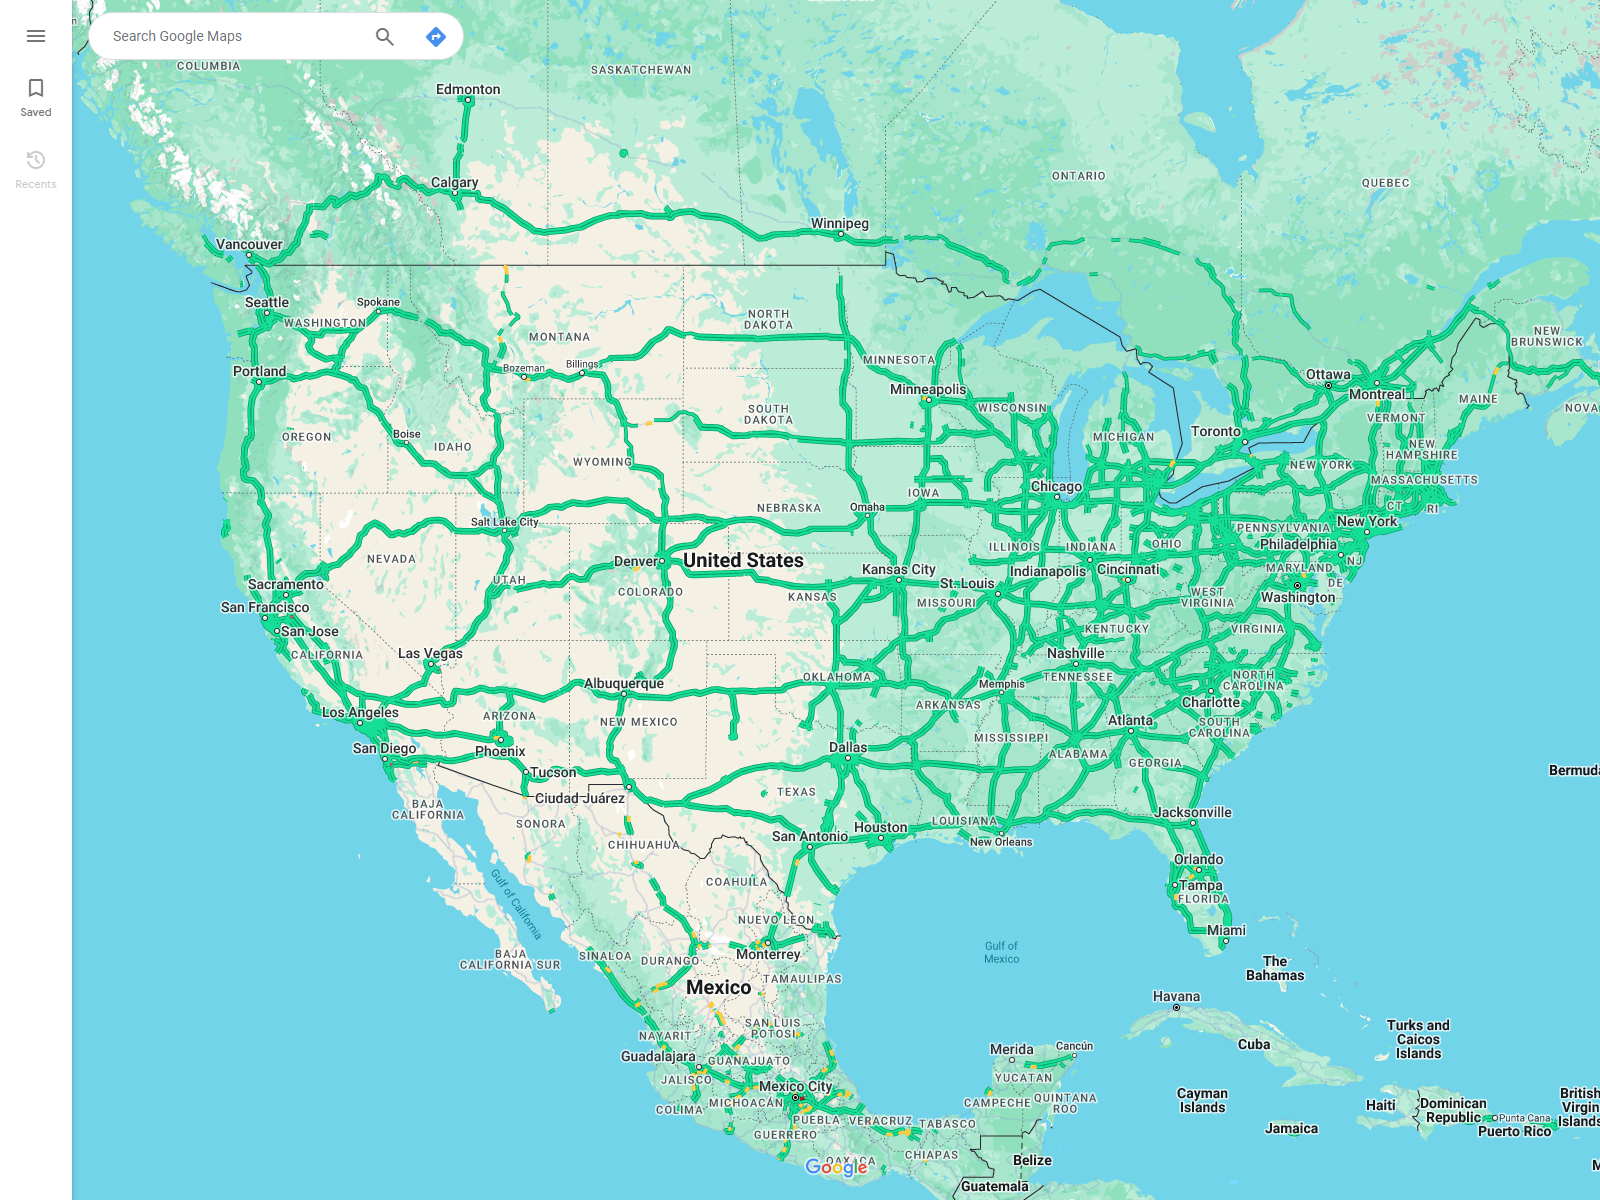 Search Google Maps
Saved
Recents
COLUMBIA
SASKATCHEWAN
Edmonton
ONTARIO
QUEBEC
Calgary
Winnipeg
Vancouver
Seattle
Spokane
WASHINGTON
MONTANA
NORTH
DAKOTA
NEW
BRUNSWICK
Portland
Bozeman
Billings
MINNESOTA
Ottawa
Montreal
Minneapolis
MAINE
NOVA
WISCONSIN
VERMONT
SOUTH
DAKOTA
OREGON
Boise
IDAHO
MICHIGAN
Toronto
NEW
HAMPSHIRE
WYOMING
NEW YORK
MASSACHUSETTS
Chicago
IOWA
NEBRASKA
Omaha
CT
RI
Salt Lake City
New York
PENNSYLVANIA
NEVADA
Denver
United States
ILLINOIS
INDIANA
OHIO
Philadelphia
NJ
Kansas City
St. Louis
Indianapolis
Cincinnati
MARYLAND
Sacramento
UTAH
COLORADO
KANSAS
MISSOURI
WEST
VIRGINIA
DE
Washington
San Francisco
San Jose
KENTUCKY
VIRGINIA
CALIFORNIA
Las Vegas
Nashville
TENNESSEE
OKLAHOMA
Albuquerque
Memphis
NORTH
CAROLINA
Charlotte
ARKANSAS
Los Angeles
ARIZONA
NEW MEXICO
Atlanta
SOUTH
CAROLINA
MISSISSIPPI
San Diego
Phoenix
Dallas
ALABAMA
GEORGIA
Tucson
Bermuda
Ciudad Juárez
TEXAS
BAJA
CALIFORNIA
SONORA
Jacksonville
LOUISIANA
Houston
San Antonio
New Orleans
CHIHUAHUA
Orlando
Tampa
FLORIDA
COAHUILA
Gulf of California
NUEVO LEON
Miami
Gulf of
Mexico
Monterrey
BAJA
CALIFORNIA SUR
SINALOA
DURANGO
The
Bahamas
TAMAULIPAS
Mexico
Havana
SAN LUIS
POTOSI
NAYARIT
Turks and
Caicos
Islands
Cuba
Merida
Cancún
Guadalajara
GUANAJUATO
JALISCO
YUCATAN
Mexico City
MICHOACÁN
COLIMA
CAMPECHE
QUINTANA
ROO
Cayman
Islands
Haiti
Dominican
Republic
Punta Cana
British
Virgin
Islands
Puerto Rico
Jamaica
PUEBLA
VERACRUZ
TABASCO
GUERRERO
OAXACA
Google
CHIAPAS
Belize
Guatemala